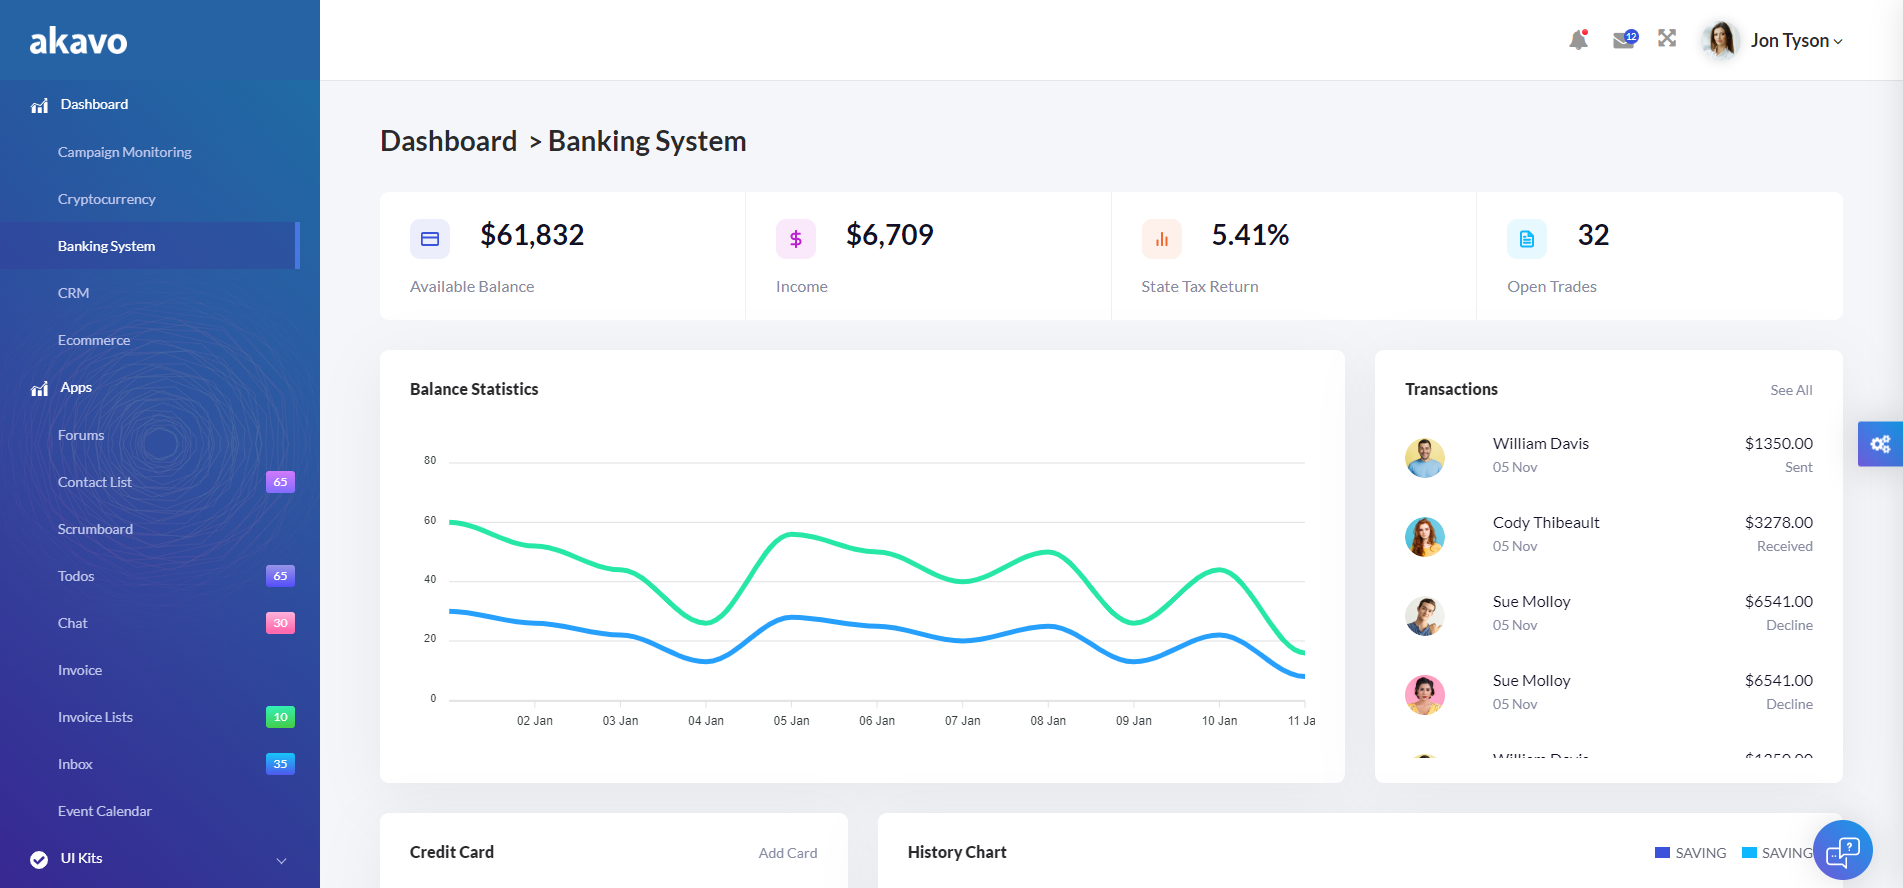 akavo
12
Jon Tyson
Dashboard
Campaign Monitoring
Cryptocurrency
Banking System
CRM
Ecommerce
Apps
Forums
Contact List 65
Scrumboard
Todos 65
Chat 30
Invoice
Invoice Lists 10
Inbox 35
Event Calendar
UI Kits
Dashboard > Banking System
$61,832
Available Balance
$6,709
Income
5.41%
State Tax Return
32
Open Trades
Balance Statistics
80
60
40
20
0
02 Jan 03 Jan 04 Jan 05 Jan 06 Jan 07 Jan 08 Jan 09 Jan 10 Jan 11 Ja
Transactions See All
William Davis $1350.00
05 Nov Sent
Cody Thibeault $3278.00
05 Nov Received
Sue Molloy $6541.00
05 Nov Decline
Sue Molloy $6541.00
05 Nov Decline
William Davis $1350.00
Credit Card Add Card
History Chart SAVING SAVING